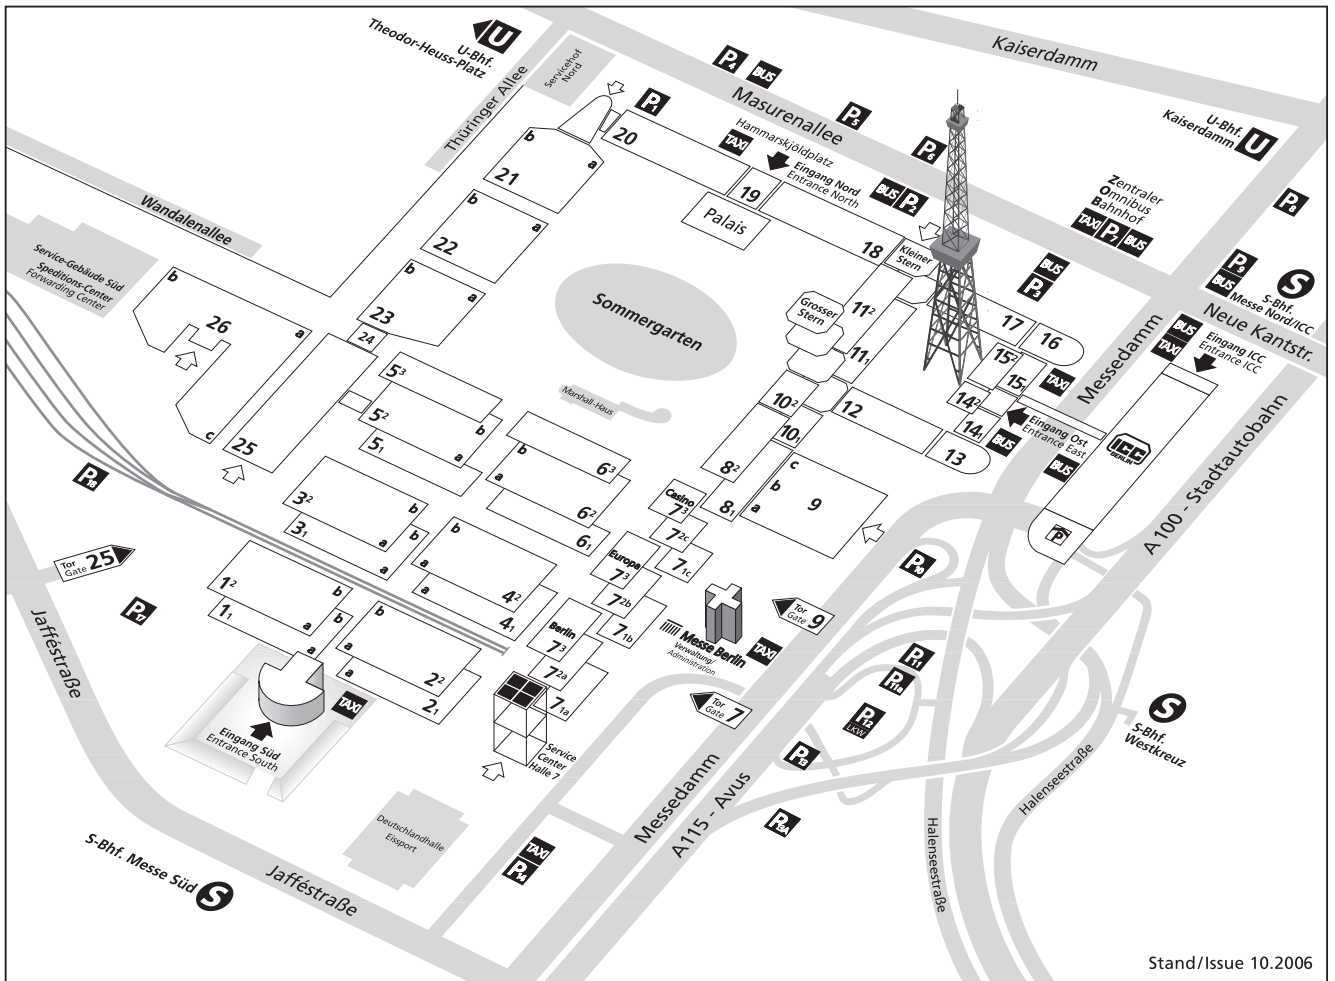 Kaiserdamm
U-Bhf.
Theodor-Heuss-Platz
U
Servicehof
Nord
Thüringer Allee
P4
BUS
Masurenallee
P5
P1
TAXI
Hammarskjöldplatz
Eingang Nord
Entrance North
P6
BUS
P2
U-Bhf.
Kaiserdamm
U
Zentraler
Omnibus
Bahnhof
TAXI
P7
BUS
P8
P9
BUS
S
S-Bhf.
Messe Nord/ICC
Neue Kantstr.
BUS
TAXI
Eingang ICC
Entrance ICC
BUS
P3
Messedamm
Wandalenallee
Service-Gebäude Süd
Speditions-Center
Forwarding Center
20
19
Palais
18
Kleiner
Stern
17
16
15²
15₁
TAXI
14²
14₁
Eingang Ost
Entrance East
BUS
BUS
ICC
BERLIN
P
A 100 - Stadtautobahn
b
a
21
b
a
22
b
a
23
24
b
a
26
c
25
Sommergarten
Marshall-Haus
Grosser
Stern
11²
11₁
10²
10₁
12
13
8²
8₁
c
b
a
9
5³
5²
b
a
5₁
6³
b
a
6²
6₁
3²
b
3₁
b
a
a
b
4²
a
4₁
1²
b
1₁
a
b
a
b
2²
a
a
2₁
Casino
7³
7²c
7₁c
Europa
7³
7²b
7₁b
Berlin
7³
7²a
7₁a
Messe Berlin
Verwaltung/
Administration
TAXI
Tor
Gate 9
Tor
Gate 7
P10
P11
P11a
P12
LKW
P13
P13A
P18
Tor
Gate 25
P17
Jafféstraße
TAXI
Eingang Süd
Entrance South
Service
Center
Halle 7
Deutschlandhalle
Eissport
TAXI
P14
Messedamm
A115 - Avus
Halenseestraße
Halenseestraße
S
S-Bhf.
Westkreuz
S-Bhf. Messe Süd
S
Jafféstraße
Stand/Issue 10.2006